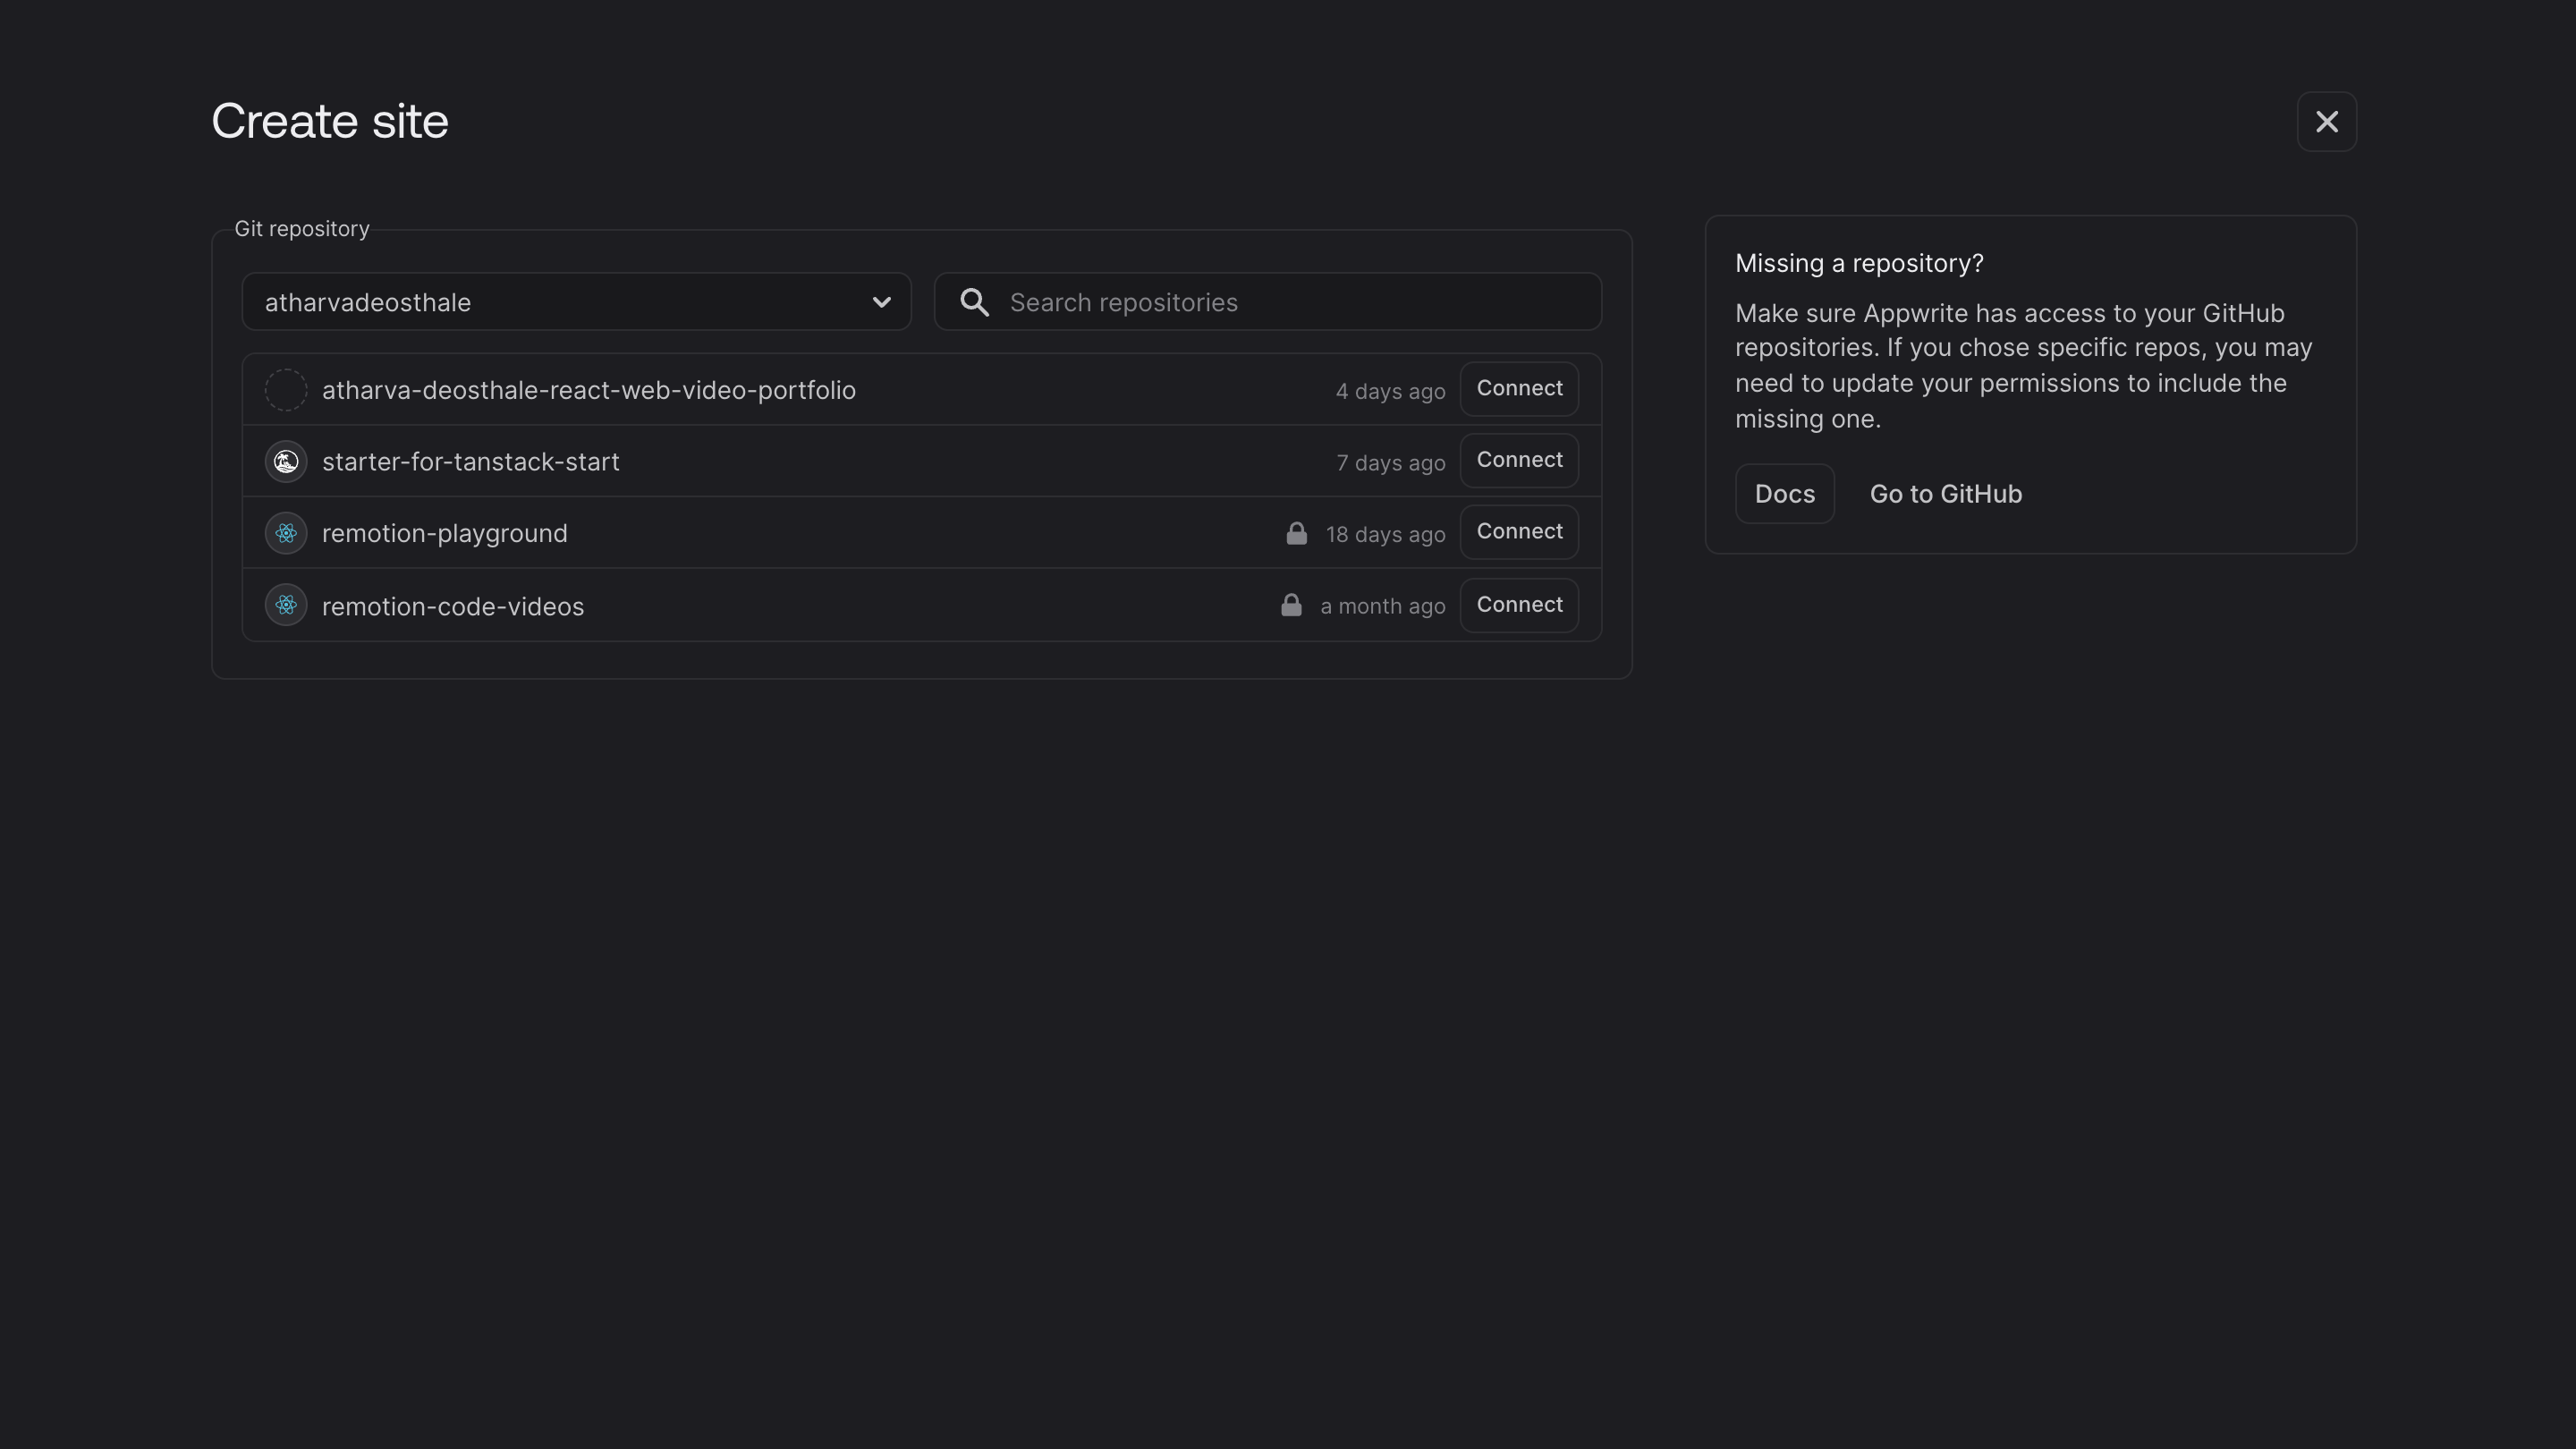 Create site
Git repository
atharvadeosthale
Search repositories
atharva-deosthale-react-web-video-portfolio
4 days ago
Connect
starter-for-tanstack-start
7 days ago
Connect
remotion-playground
18 days ago
Connect
remotion-code-videos
a month ago
Connect
Missing a repository?
Make sure Appwrite has access to your GitHub
repositories. If you chose specific repos, you may
need to update your permissions to include the
missing one.
Docs
Go to GitHub